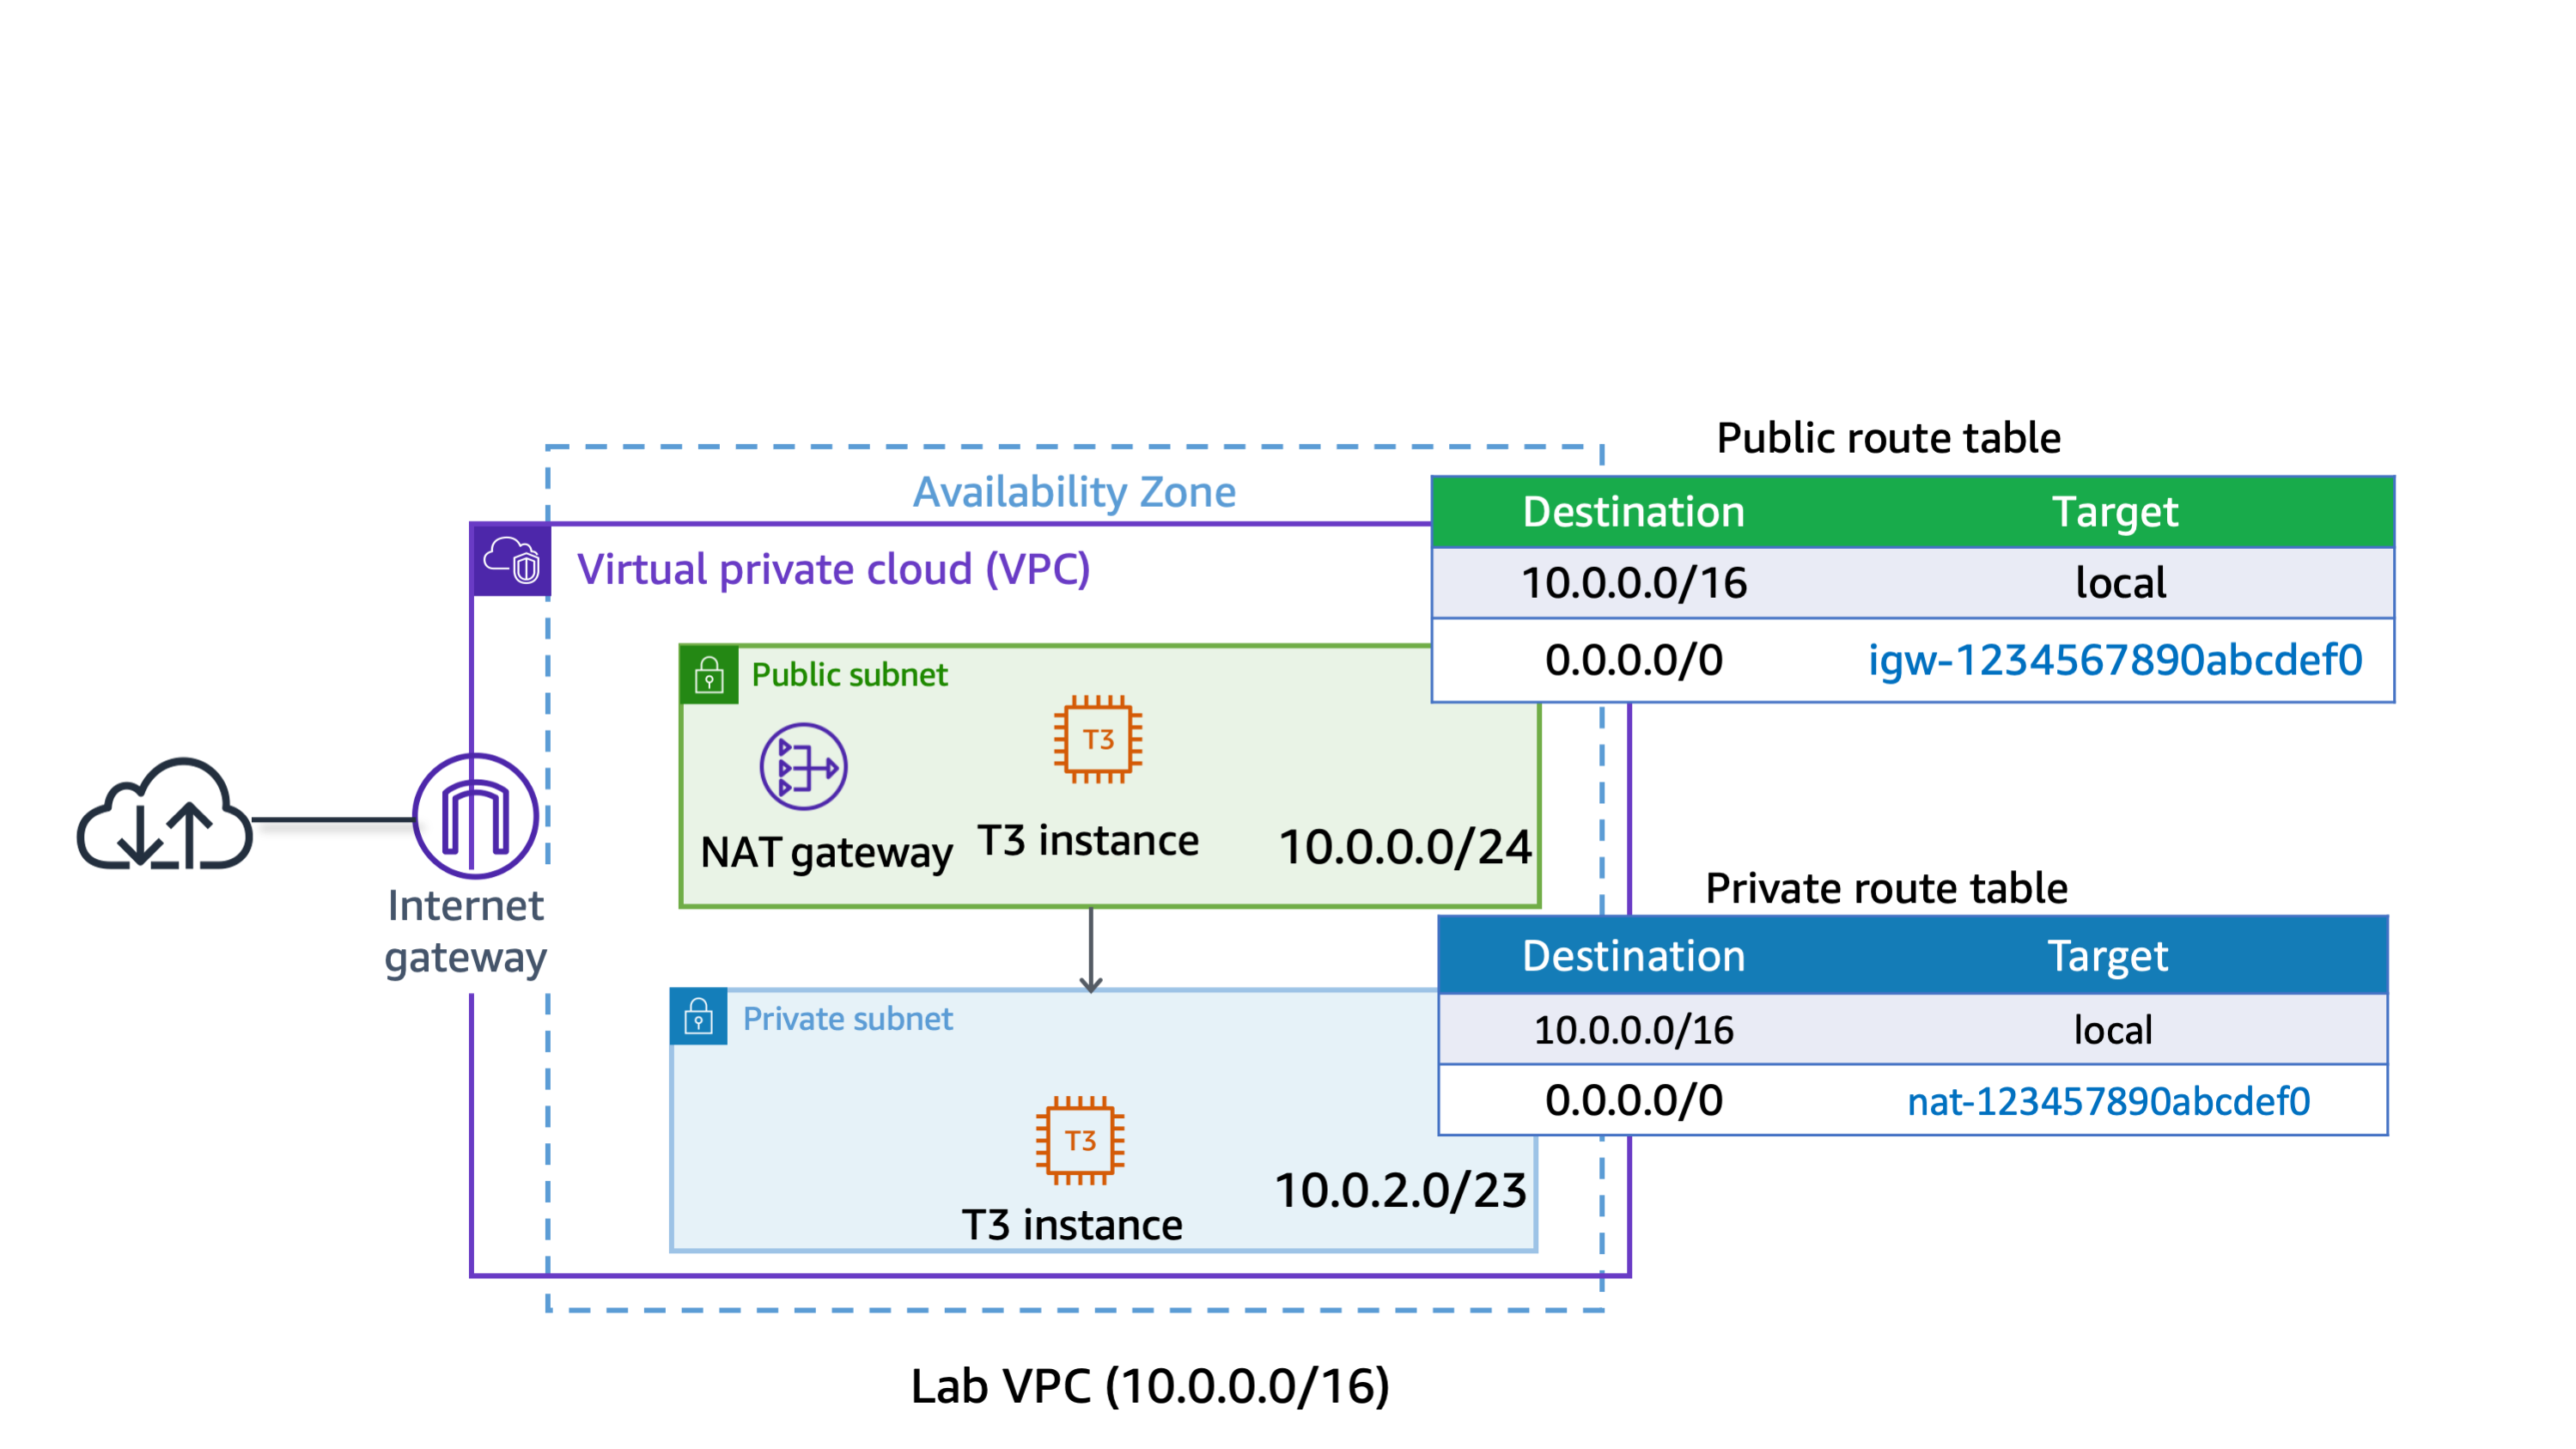 Public route table
Availability Zone
Destination Target
Virtual private cloud (VPC)
10.0.0.0/16 local
0.0.0.0/0 igw-1234567890abcdef0
Public subnet
T3
NAT gateway
T3 instance
10.0.0.0/24
Internet
gateway
Private route table
Destination Target
10.0.0.0/16 local
0.0.0.0/0 nat-123457890abcdef0
Private subnet
T3
T3 instance
10.0.2.0/23
Lab VPC (10.0.0.0/16)